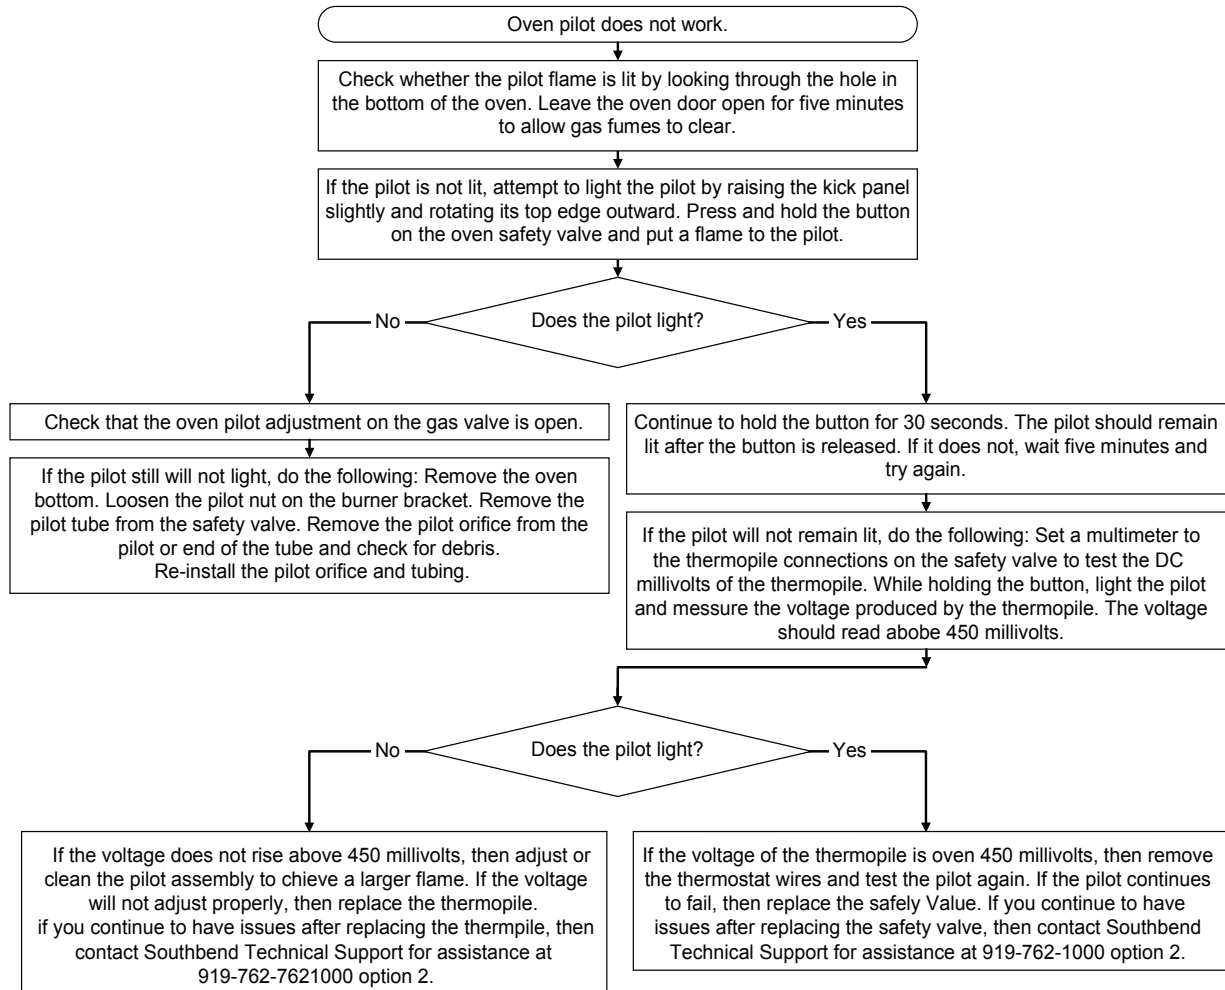 Oven pilot does not work.
Check whether the pilot flame is lit by looking through the hole in
the bottom of the oven. Leave the oven door open for five minutes
to allow gas fumes to clear.
If the pilot is not lit, attempt to light the pilot by raising the kick panel
slightly and rotating its top edge outward. Press and hold the button
on the oven safety valve and put a flame to the pilot.
Does the pilot light?
No
Yes
Check that the oven pilot adjustment on the gas valve is open.
If the pilot still will not light, do the following: Remove the oven
bottom. Loosen the pilot nut on the burner bracket. Remove the
pilot tube from the safety valve. Remove the pilot orifice from the
pilot or end of the tube and check for debris.
Re-install the pilot orifice and tubing.
Continue to hold the button for 30 seconds. The pilot should remain
lit after the button is released. If it does not, wait five minutes and
try again.
If the pilot will not remain lit, do the following: Set a multimeter to
the thermopile connections on the safety valve to test the DC
millivolts of the thermopile. While holding the button, light the pilot
and messure the voltage produced by the thermopile. The voltage
should read abobe 450 millivolts.
Does the pilot light?
No
Yes
If the voltage does not rise above 450 millivolts, then adjust or
clean the pilot assembly to chieve a larger flame. If the voltage
will not adjust properly, then replace the thermopile.
if you continue to have issues after replacing the thermpile, then
contact Southbend Technical Support for assistance at
919-762-7621000 option 2.
If the voltage of the thermopile is oven 450 millivolts, then remove
the thermostat wires and test the pilot again. If the pilot continues
to fail, then replace the safely Value. If you continue to have
issues after replacing the safety valve, then contact Southbend
Technical Support for assistance at 919-762-1000 option 2.